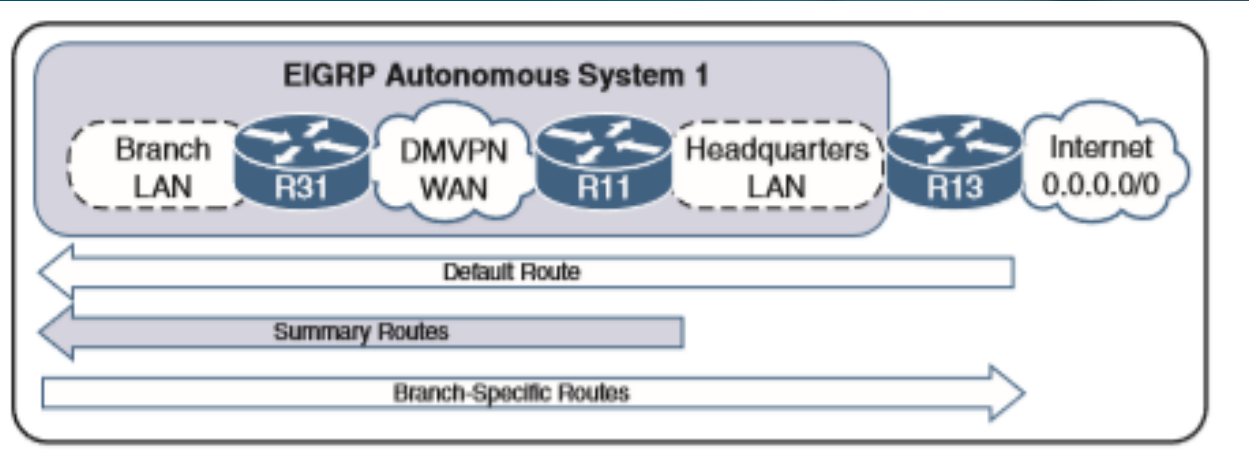 EIGRP Autonomous System 1
Branch
LAN
R31
DMVPN
WAN
R11
Headquarters
LAN
R13
Internet
0.0.0.0/0
Default Route
Summary Routes
Branch-Specific Routes